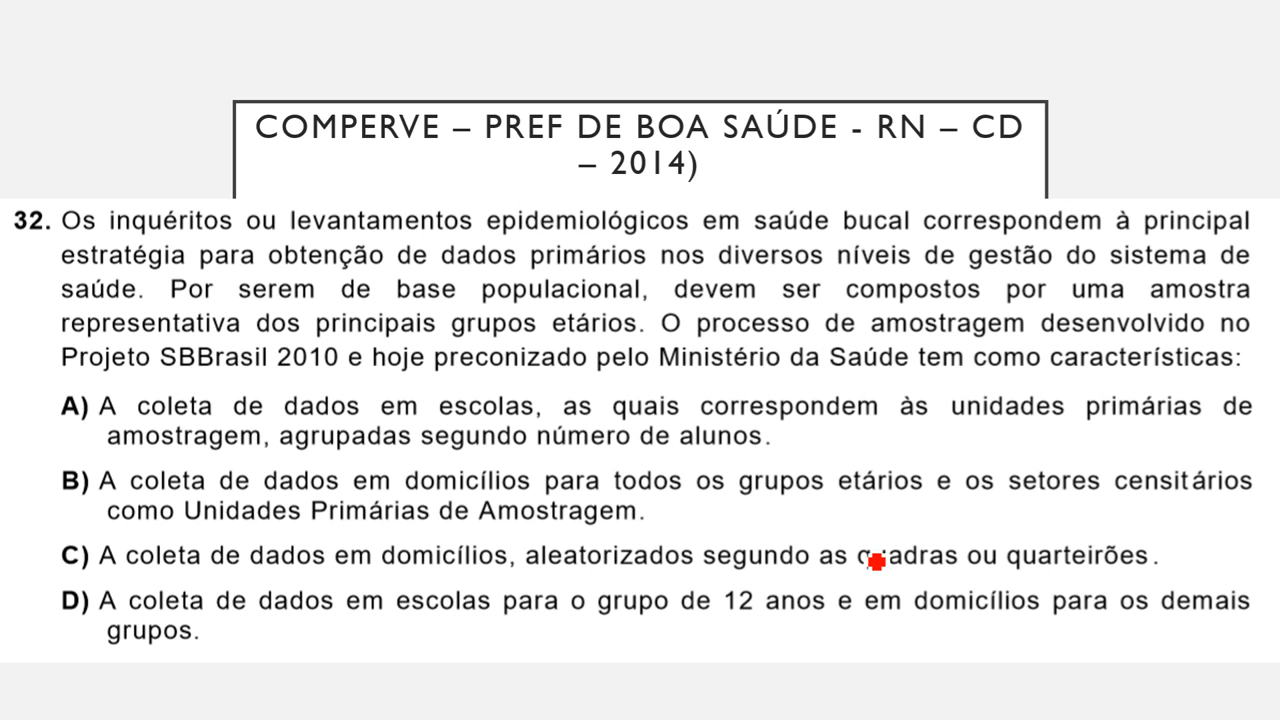 COMPERVE – PREF DE BOA SAÚDE - RN – CD
– 2014)
32. Os inquéritos ou levantamentos epidemiológicos em saúde bucal correspondem à principal
estratégia para obtenção de dados primários nos diversos níveis de gestão do sistema de
saúde. Por serem de base populacional, devem ser compostos por uma amostra
representativa dos principais grupos etários. O processo de amostragem desenvolvido no
Projeto SBBrasil 2010 e hoje preconizado pelo Ministério da Saúde tem como características:
A) A coleta de dados em escolas, as quais correspondem às unidades primárias de
amostragem, agrupadas segundo número de alunos.
B) A coleta de dados em domicílios para todos os grupos etários e os setores censitários
como Unidades Primárias de Amostragem.
C) A coleta de dados em domicílios, aleatorizados segundo as quadras ou quarteirões.
D) A coleta de dados em escolas para o grupo de 12 anos e em domicílios para os demais
grupos.